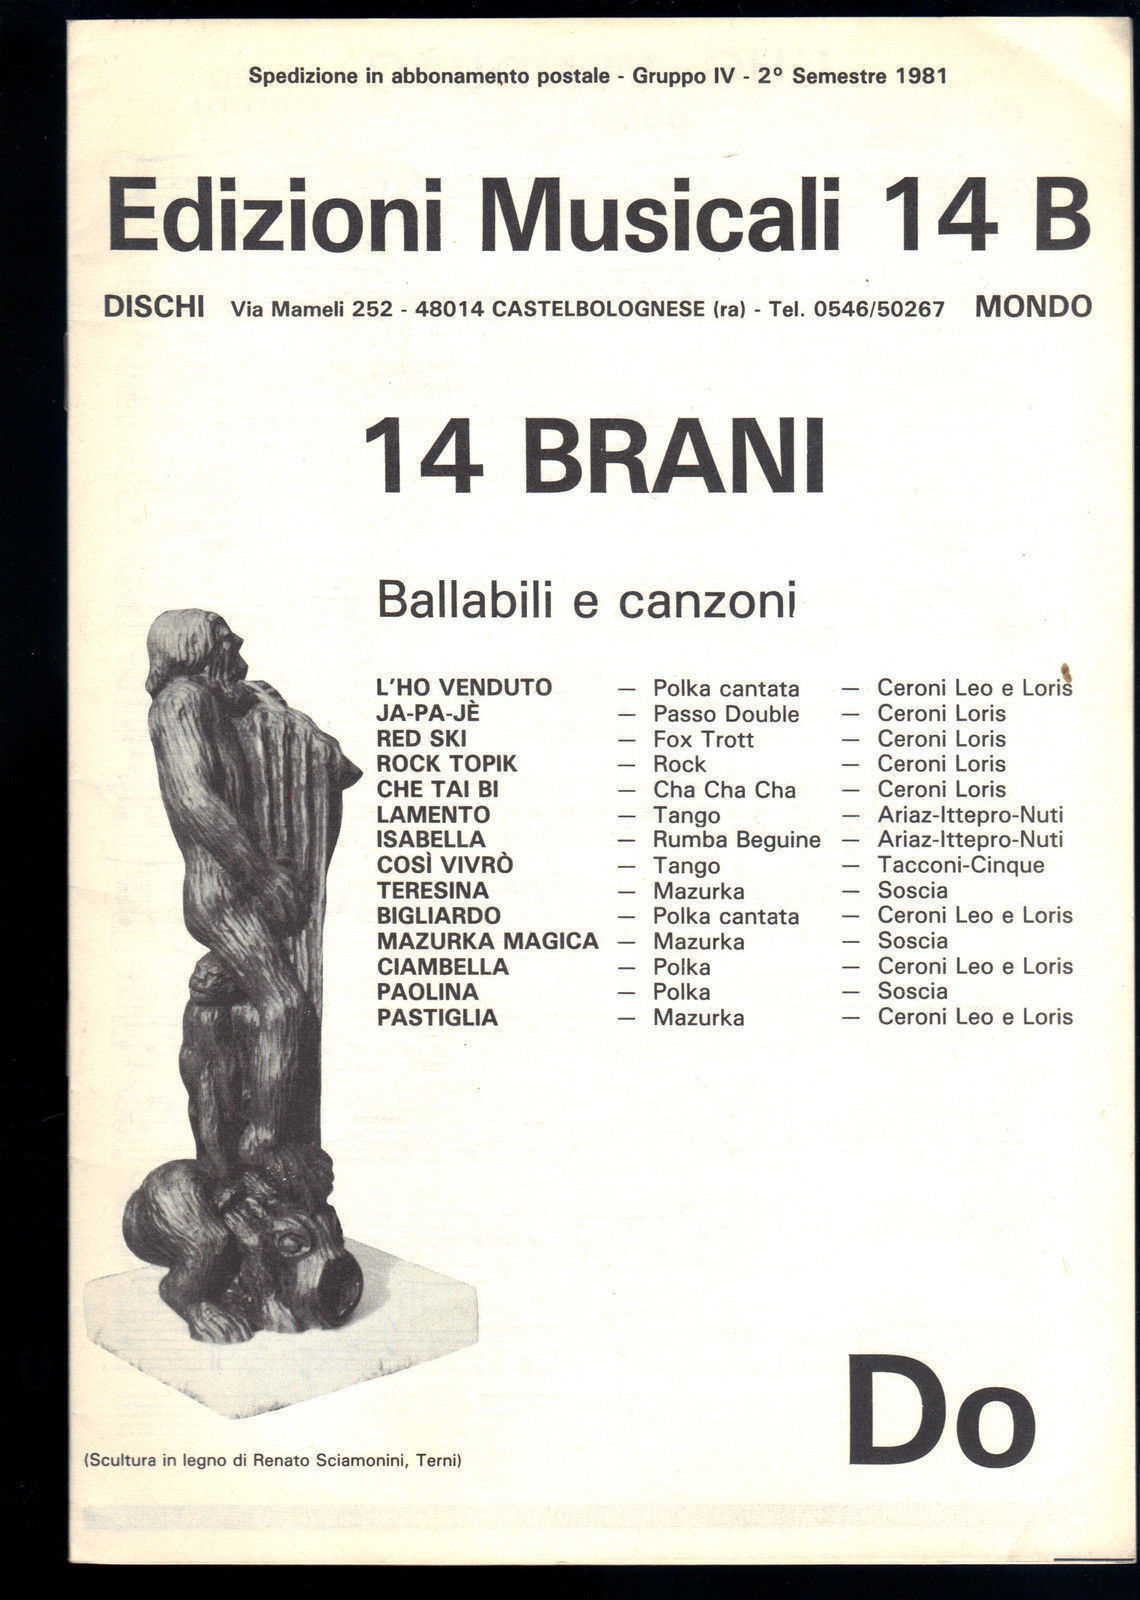 Spedizione in abbonamento postale - Gruppo IV - 2° Semestre 1981
Edizioni Musicali 14 B
DISCHI Via Mameli 252 - 48014 CASTELBOLOGNESE (ra) - Tel. 0546/50267 MONDO
14 BRANI
Ballabili e canzoni
L'HO VENDUTO — Polka cantata — Ceroni Leo e Loris
JA-PA-JÈ — Passo Double — Ceroni Loris
RED SKI — Fox Trott — Ceroni Loris
ROCK TOPIK — Rock — Ceroni Loris
CHE TAI BI — Cha Cha Cha — Ceroni Loris
LAMENTO — Tango — Ariaz-Ittepro-Nuti
ISABELLA — Rumba Beguine — Ariaz-Ittepro-Nuti
COSÌ VIVRÒ — Tango — Tacconi-Cinque
TERESINA — Mazurka — Soscia
BIGLIARDO — Polka cantata — Ceroni Leo e Loris
MAZURKA MAGICA — Mazurka — Soscia
CIAMBELLA — Polka — Ceroni Leo e Loris
PAOLINA — Polka — Soscia
PASTIGLIA — Mazurka — Ceroni Leo e Loris
Do
(Scultura in legno di Renato Sciamonini, Terni)